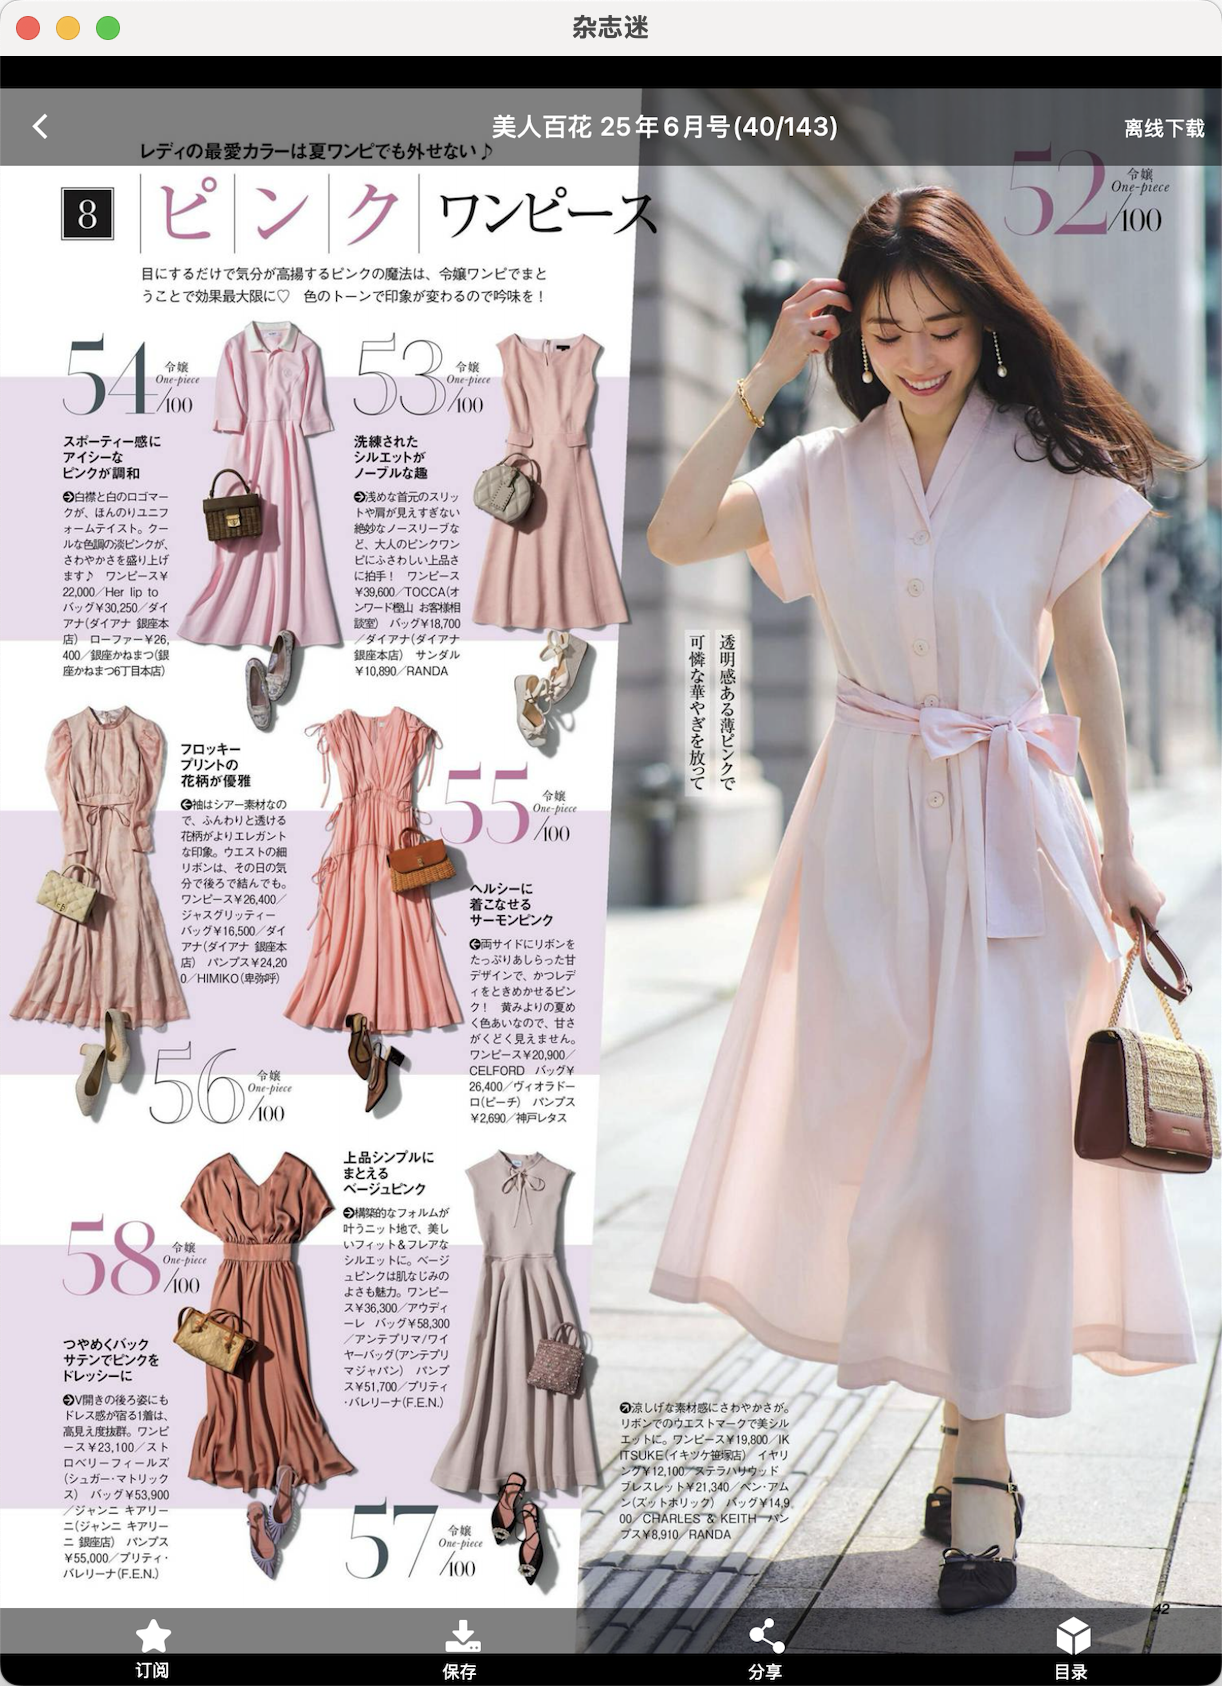 杂志迷
美人百花 25年6月号(40/143)
离线下载
レディの最愛カラーは夏ワンピでも外せない♪
8
ピンク ワンピース
目にするだけで気分が高揚するピンクの魔法は、令嬢ワンピでまと
うことで効果最大限に♡ 色のトーンで印象が変わるので吟味を！
52
令嬢
One-piece
/100
透明感ある薄ピンクで
可憐な華やぎを放って
53
令嬢
One-piece
/100
洗練された
シルエットが
ノーブルな趣
➔浅めな首元のスリッ
トや肩が見えすぎない
絶妙なノースリーブな
ど、大人のピンクワン
ピにふさわしい上品さ
に拍手！ ワンピース
¥39,600／TOCCA(オ
ンワード樫山 お客様相
談室) バッグ¥18,700
／ダイアナ(ダイアナ
銀座本店) サンダル
¥10,890／RANDA
54
令嬢
One-piece
/100
スポーティー感に
アイシーな
ピンクが調和
➔白襟と白のロゴマー
クが、ほんのりユニフ
ォームテイスト。クー
ルな色調の淡ピンクが、
さわやかさを盛り上げ
ます♪ ワンピース¥
22,000／Her lip to
バッグ¥30,250／ダイ
アナ(ダイアナ 銀座本
店) ローファー¥26,
400／銀座かねまつ(銀
座かねまつ6丁目本店)
55
令嬢
One-piece
/100
ヘルシーに
着こなせる
サーモンピンク
←両サイドにリボンを
たっぷりあしらった甘
デザインで、かつレデ
ィをときめかせるピン
ク！ 黄みよりの夏め
く色あいなので、甘さ
がくどく見えません。
ワンピース¥20,900／
CELFORD バッグ¥
26,400／ヴィオラドー
ロ(ピーチ) パンプス
¥2,690／神戸レタス
フロッキー
プリントの
花柄が優雅
←袖はシアー素材なの
で、ふんわりと透ける
花柄がよりエレガント
な印象。ウエストの細
リボンは、その日の気
分で後ろで結んでも。
ワンピース¥26,400／
ジャスグリッティー
バッグ¥16,500／ダイ
アナ(ダイアナ 銀座本
店) パンプス¥24,20
0／HIMIKO(卑弥呼)
56
令嬢
One-piece
/100
上品シンプルに
まとえる
ベージュピンク
➔構築的なフォルムが
叶うニット地で、美し
いフィット＆フレアな
シルエットに。ベージ
ュピンクは肌なじみの
よさも魅力。ワンピー
ス¥36,300／アウディ
ーレ バッグ¥58,300
／アンテプリマ/ワイ
ヤーバッグ(アンテプリ
マジャパン) パンプ
ス¥51,700／プリティ
・バレリーナ(F.E.N.)
57
令嬢
One-piece
/100
58
令嬢
One-piece
/100
つやめくバック
サテンでピンクを
ドレッシーに
➔V開きの後ろ姿にも
ドレス感が宿る1着は、
高見え度抜群。ワンピ
ース¥23,100／スト
ロベリーフィールズ
(シュガー・マトリック
ス) バッグ¥53,900
／ジャンニ キアリー
ニ(ジャンニ キアリー
ニ 銀座店) パンプス
¥55,000／プリティ・
バレリーナ(F.E.N.)
↗涼しげな素材感にさわやかさが。
リボンでのウエストマークで美シル
エットに。ワンピース¥19,800／IK
ITSUKE(イキツケ笹塚店) イヤリ
ング¥12,100／ステラハリウッド
ブレスレット¥21,340／ベン・アム
ン(ズットホリック) バッグ¥14,9
00／CHARLES & KEITH パン
プス¥8,910／RANDA
42
订阅
保存
分享
目录